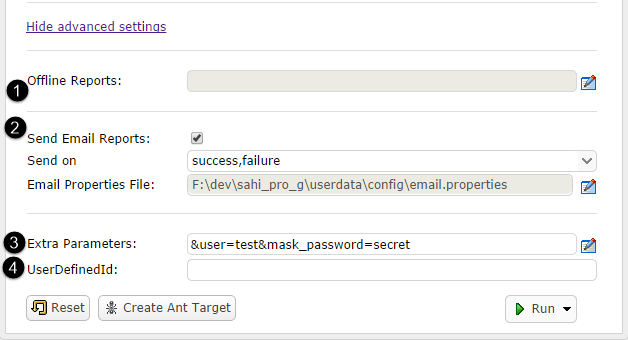 Hide advanced settings
1 Offline Reports:
2
Send Email Reports:
Send on success,failure
Email Properties File: F:\dev\sahi_pro_g\userdata\config\email.properties
3 Extra Parameters: &user=test&mask_password=secret
4 UserDefinedId:
Reset Create Ant Target Run